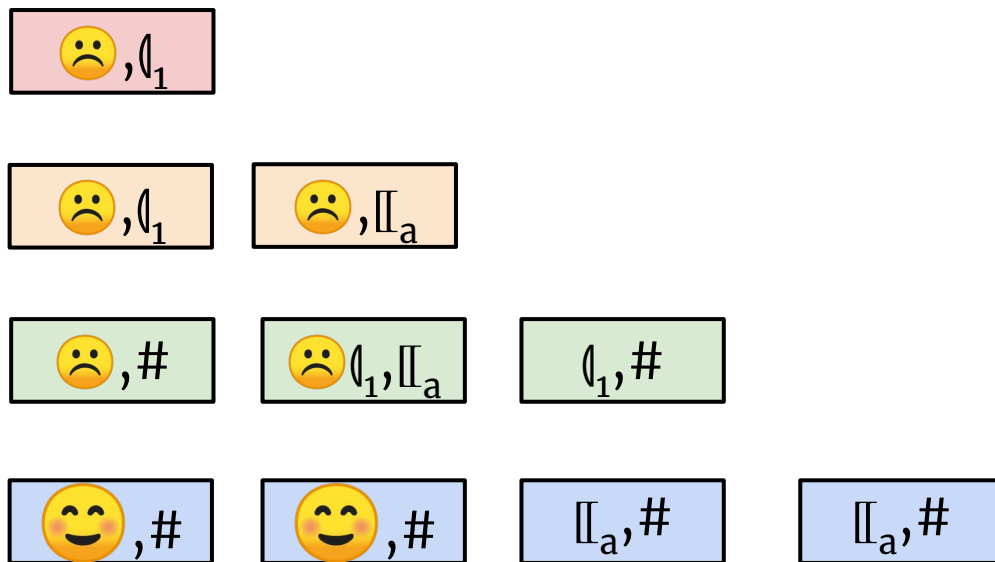 ☹️,⦇₁
☹️,⦇₁ ☹️,⟦ₐ
☹️,# ☹️⦇₁,⟦ₐ ⦇₁,#
😊,# 😊,# ⟦ₐ,# ⟦ₐ,#